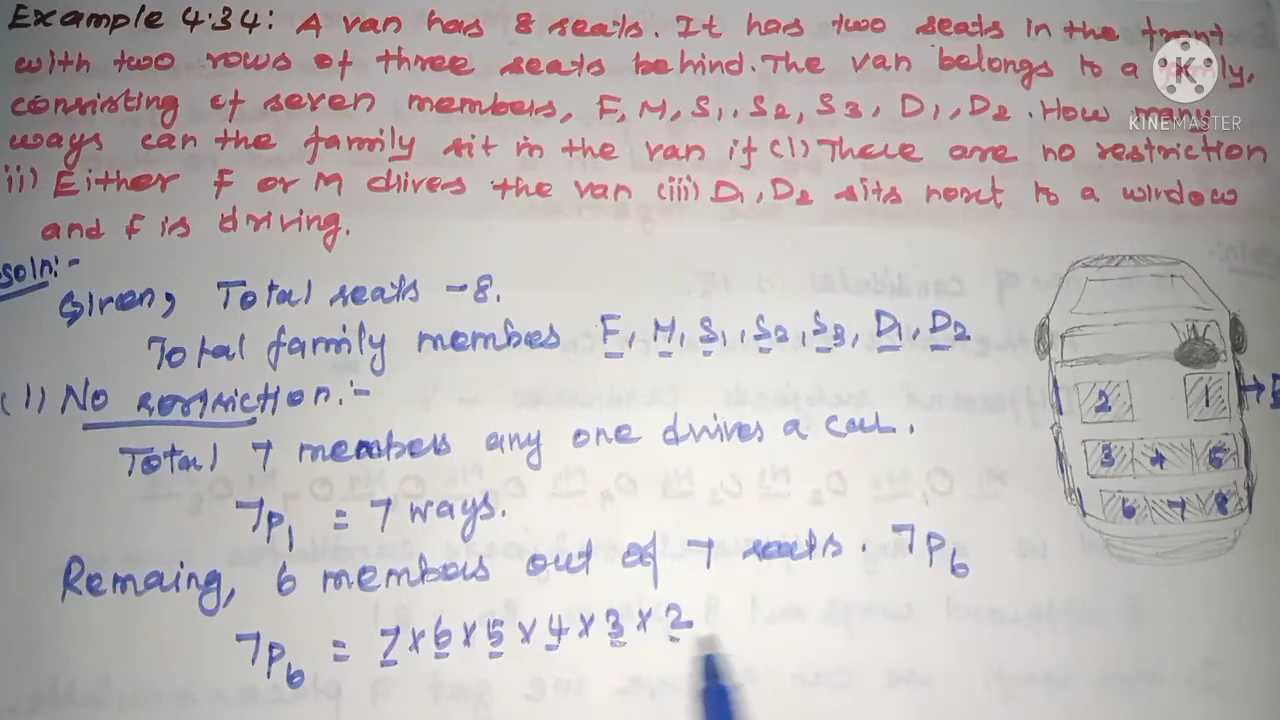 Example 4.34: A van has 8 seats. It has two seats in the front
with two rows of three seats behind. The van belongs to a family,
consisting of seven members, F, M, S1, S2, S3, D1, D2. How many
ways can the family sit in the van if (i) There are no restriction
ii) Either F or M drives the van (iii) D1, D2 sits next to a window
and F is driving.
Soln:-
Given, Total seats - 8.
Total family membes F, M, S1, S2, S3, D1, D2
(i) No restriction:-
Total 7 members any one drives a car.
7P1 = 7 ways.
Remaing, 6 members out of 7 seats. 7P6
7P6 = 7 x 6 x 5 x 4 x 3 x 2
2 1
3 4 5
6 7 8
K
KINEMASTER